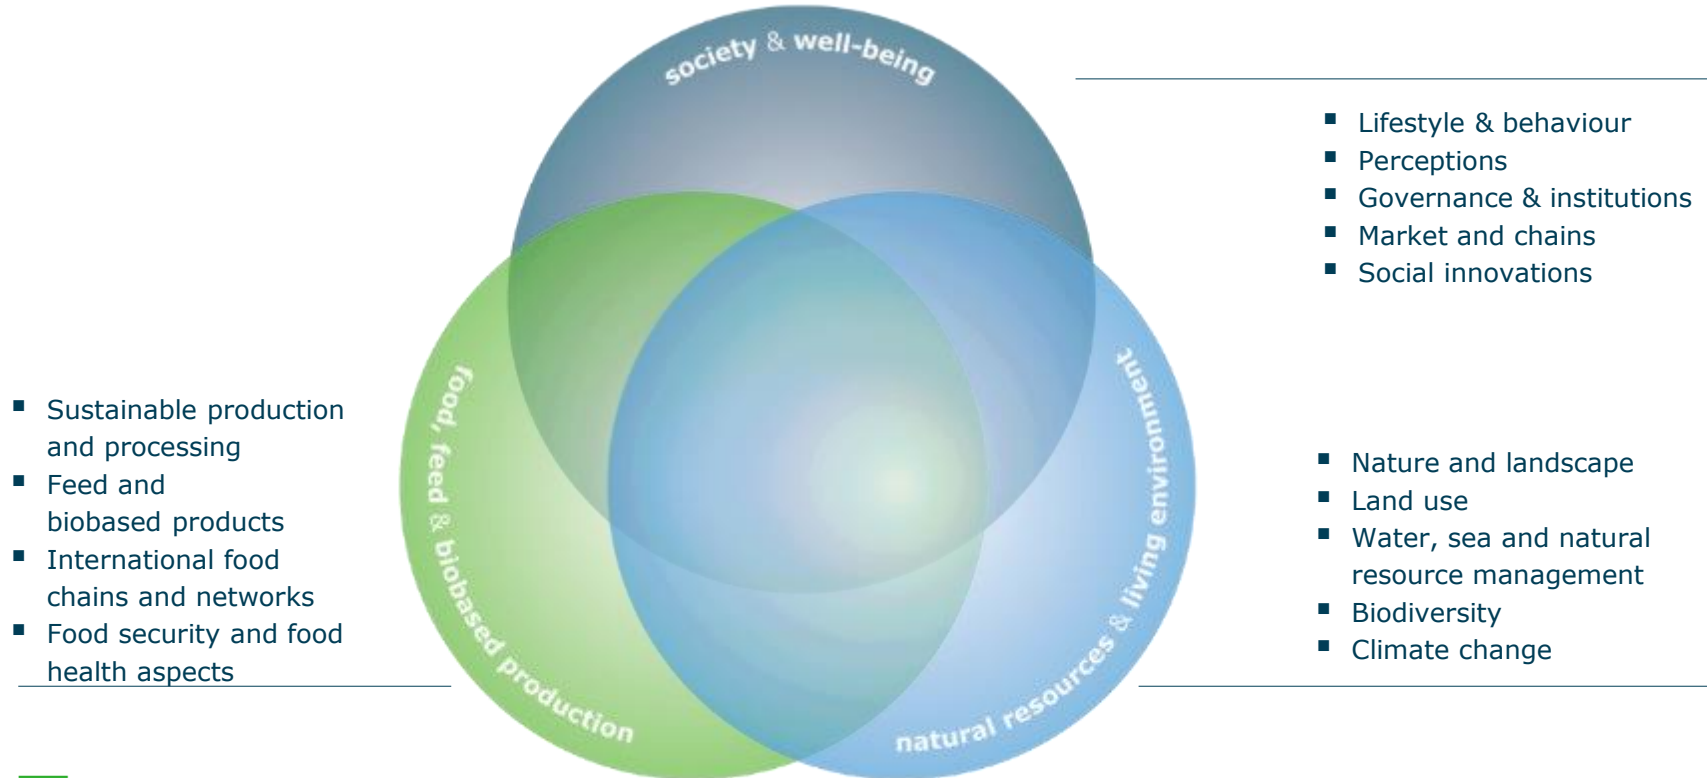 society & well-being
▪ Lifestyle & behaviour
▪ Perceptions
▪ Governance & institutions
▪ Market and chains
▪ Social innovations
food, feed & biobased production
▪ Sustainable production
and processing
▪ Feed and
biobased products
▪ International food
chains and networks
▪ Food security and food
health aspects
natural resources & living environment
▪ Nature and landscape
▪ Land use
▪ Water, sea and natural
resource management
▪ Biodiversity
▪ Climate change